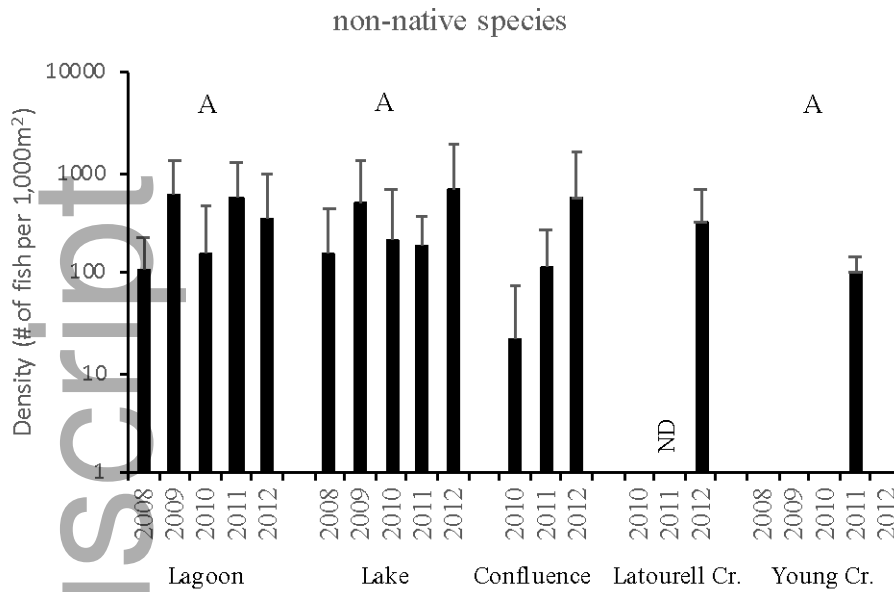 non-native species
Density (# of fish per 1,000m²)
10000
1000
100
10
1
A
A
A
ND
2008 2009 2010 2011 2012 2008 2009 2010 2011 2012 2010 2011 2012 2010 2011 2012 2008 2009 2010 2011 2012
Lagoon Lake Confluence Latourell Cr. Young Cr.
uscript